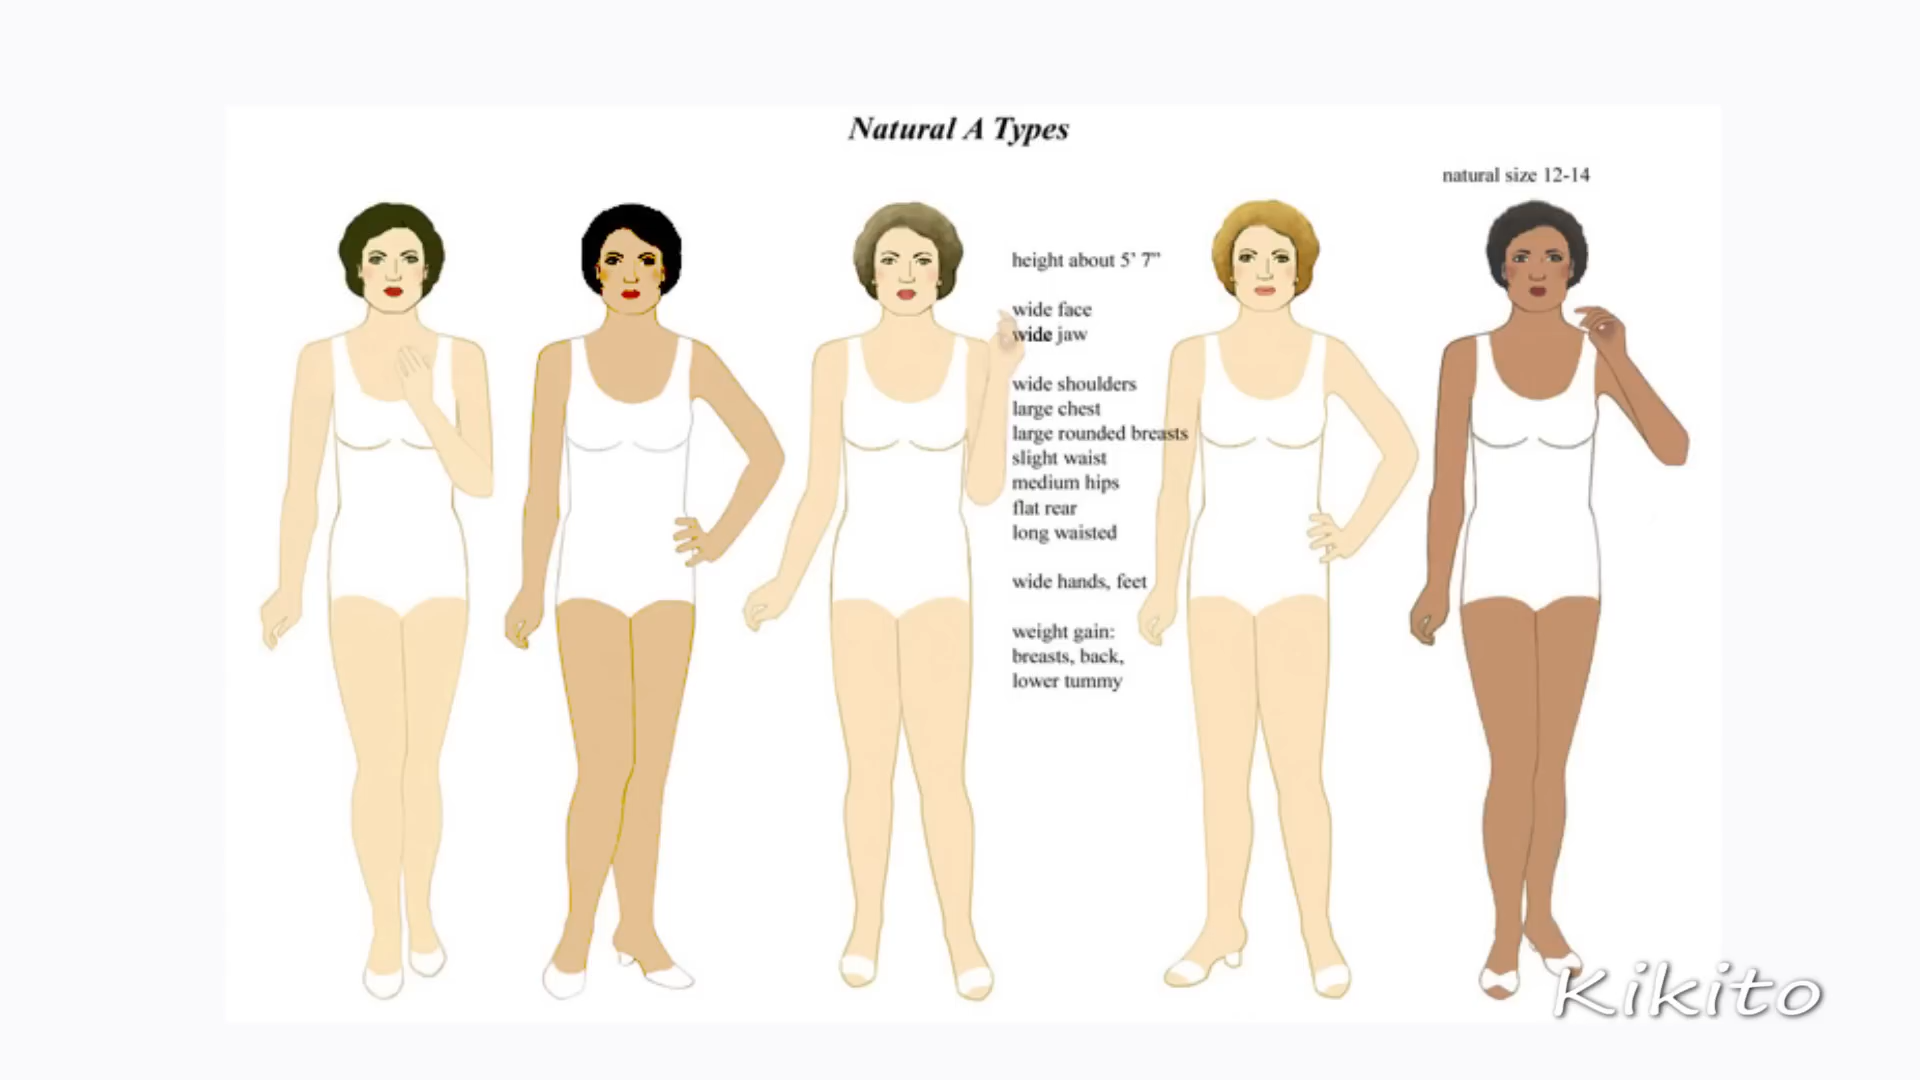 Natural A Types
natural size 12-14
height about 5' 7"
wide face
wide jaw
wide shoulders
large chest
large rounded breasts
slight waist
medium hips
flat rear
long waisted
wide hands, feet
weight gain:
breasts, back,
lower tummy
Kikito